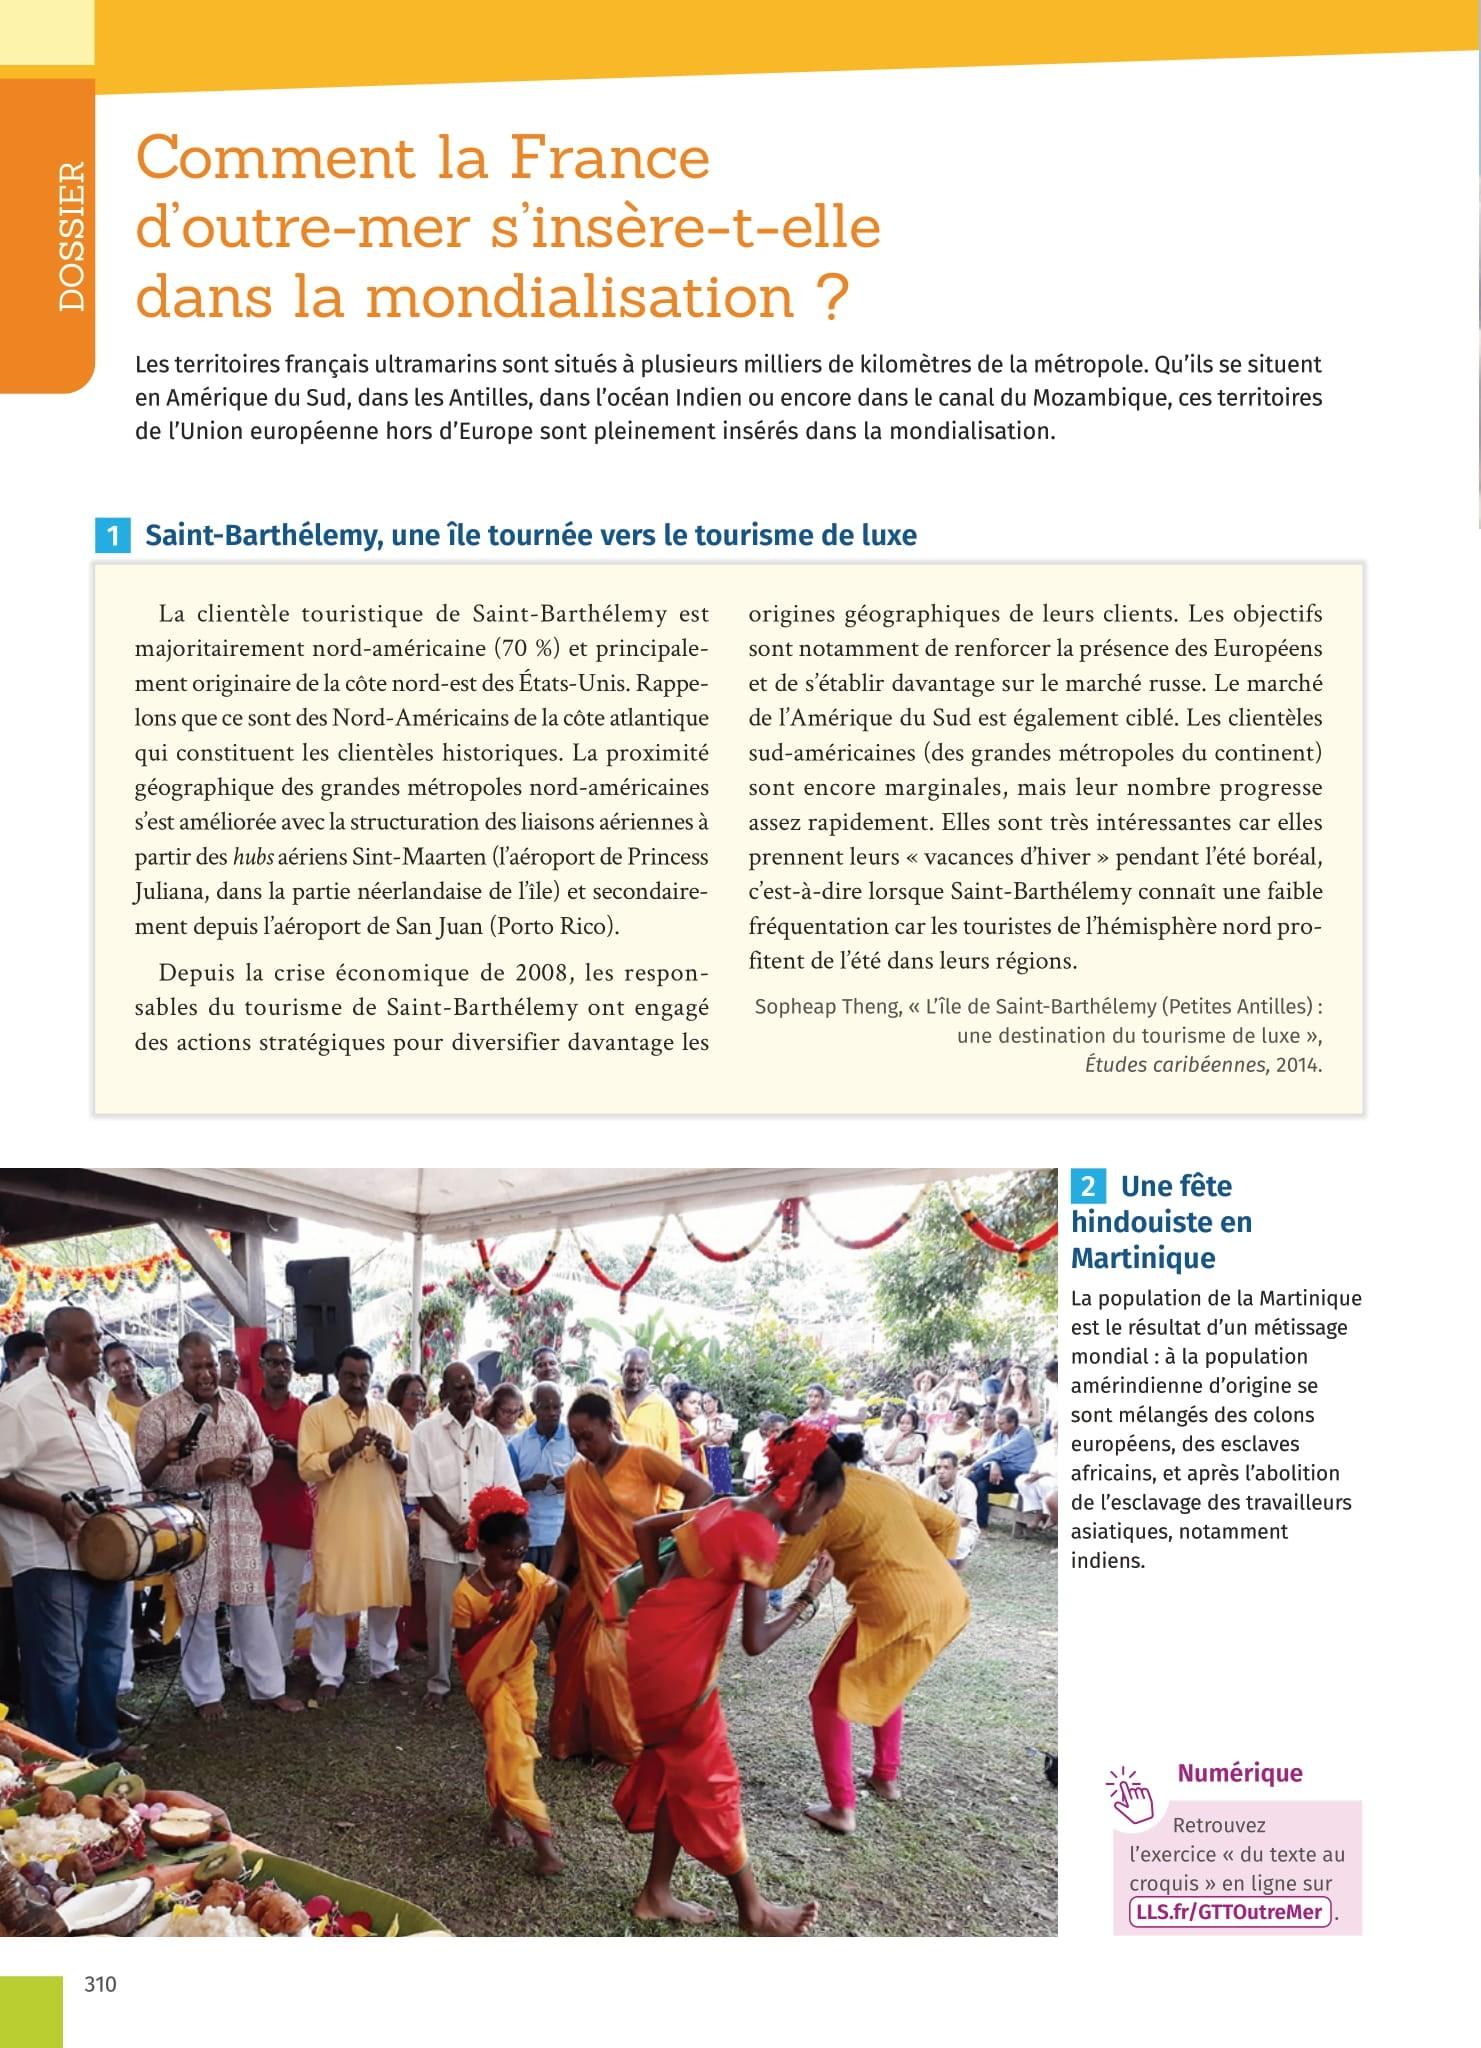 DOSSIER
Comment la France
d’outre-mer s’insère-t-elle
dans la mondialisation ?
Les territoires français ultramarins sont situés à plusieurs milliers de kilomètres de la métropole. Qu’ils se situent
en Amérique du Sud, dans les Antilles, dans l’océan Indien ou encore dans le canal du Mozambique, ces territoires
de l’Union européenne hors d’Europe sont pleinement insérés dans la mondialisation.
1 Saint-Barthélemy, une île tournée vers le tourisme de luxe
La clientèle touristique de Saint-Barthélemy est
majoritairement nord-américaine (70 %) et principale-
ment originaire de la côte nord-est des États-Unis. Rappe-
lons que ce sont des Nord-Américains de la côte atlantique
qui constituent les clientèles historiques. La proximité
géographique des grandes métropoles nord-américaines
s’est améliorée avec la structuration des liaisons aériennes à
partir des hubs aériens Sint-Maarten (l’aéroport de Princess
Juliana, dans la partie néerlandaise de l’île) et secondaire-
ment depuis l’aéroport de San Juan (Porto Rico).
Depuis la crise économique de 2008, les respon-
sables du tourisme de Saint-Barthélemy ont engagé
des actions stratégiques pour diversifier davantage les
origines géographiques de leurs clients. Les objectifs
sont notamment de renforcer la présence des Européens
et de s’établir davantage sur le marché russe. Le marché
de l’Amérique du Sud est également ciblé. Les clientèles
sud-américaines (des grandes métropoles du continent)
sont encore marginales, mais leur nombre progresse
assez rapidement. Elles sont très intéressantes car elles
prennent leurs « vacances d’hiver » pendant l’été boréal,
c’est-à-dire lorsque Saint-Barthélemy connaît une faible
fréquentation car les touristes de l’hémisphère nord pro-
fitent de l’été dans leurs régions.
Sopheap Theng, « L’île de Saint-Barthélemy (Petites Antilles) :
une destination du tourisme de luxe »,
Études caribéennes, 2014.
2 Une fête
hindouiste en
Martinique
La population de la Martinique
est le résultat d’un métissage
mondial : à la population
amérindienne d’origine se
sont mélangés des colons
européens, des esclaves
africains, et après l’abolition
de l’esclavage des travailleurs
asiatiques, notamment
indiens.
Numérique
Retrouvez
l’exercice « du texte au
croquis » en ligne sur
LLS.fr/GTTOutreMer .
310